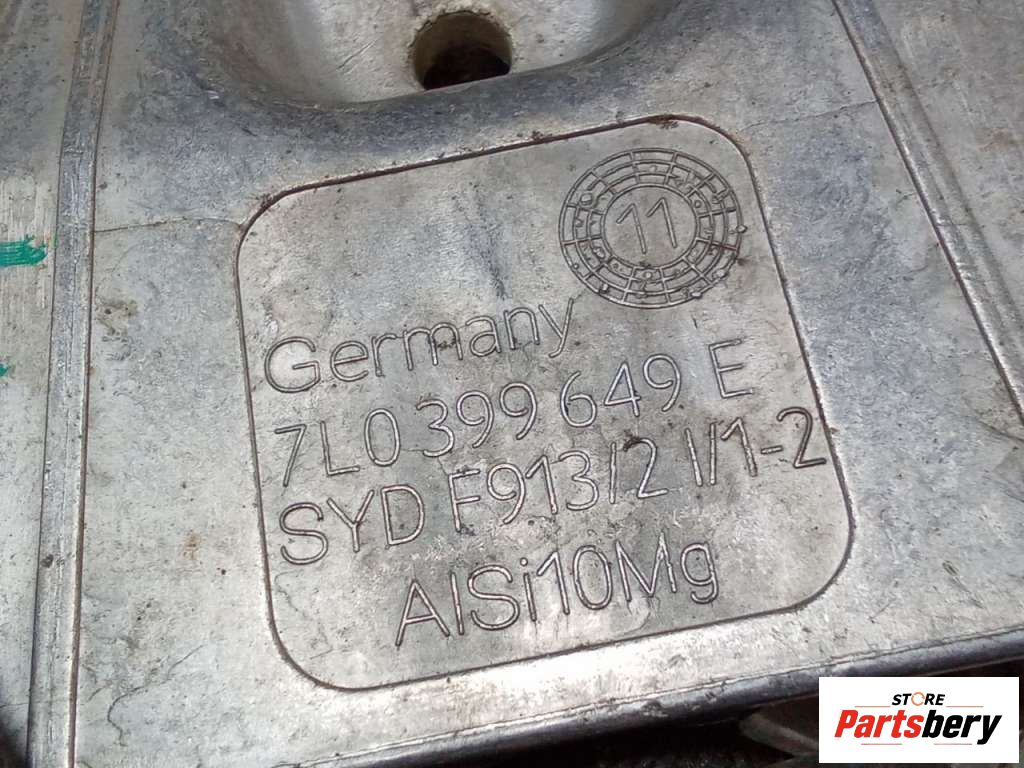 11
Germany
7L0 399 649 E
SYD F913/2 I/1-2
AlSi10Mg
STORE
Partsbery